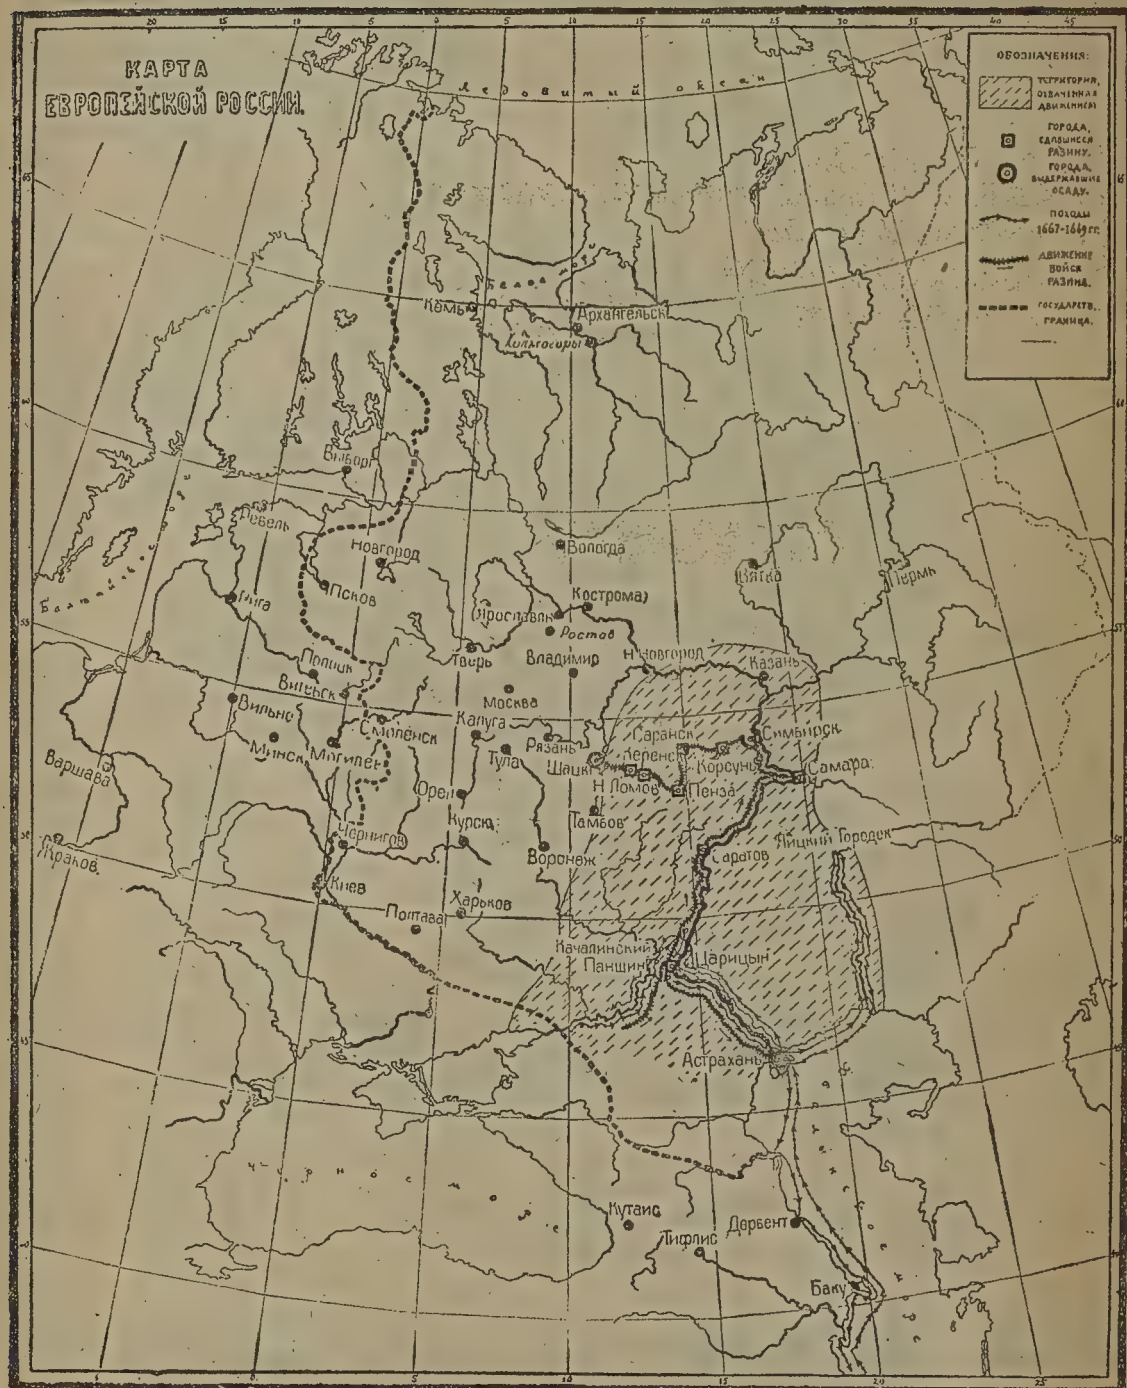 КАРТА
ЕВРОПЕЙСКОЙ РОССИИ.
Ледовитый океан
ОБОЗНАЧЕНИЯ:
ТЕРРИТОРИЯ,
ОХВАЧЕННАЯ
ДВИЖЕНИЕМ
ГОРОДА,
СДАВШИЕСЯ
РАЗИНУ.
ГОРОДА,
ВЫДЕРЖАВШИЕ
ОСАДУ.
ПОХОДЫ
1667-1669 гг.
ДВИЖЕНИЕ
ВОЙСК
РАЗИНА.
ГОСУДАРСТВ.
ГРАНИЦА.
Белое
Кемь
Архангельск
Выборг
Ревель
Новгород
Вологда
Вятка
Пермь
Псков
Рига
Кострома
Ярославль
Ростов
Тверь
Владимир
Н. Новгород
Казань
Полоцк
Витебск
Москва
Вильно
Смоленск
Калуга
Рязань
Минск
Могилев
Тула
Шацк
Саранск
Симбирск
Керенск
Корсунь
Самара
Варшава
Орел
Н. Ломов
Пенза
Тамбов
Курск
Чернигов
Воронеж
Саратов
Яицкий Городок
Краков.
Киев
Харьков
Полтава
Качалинский
Паншин
Царицын
Астрахань
Черное море
Кутаис
Тифлис
Дербент
Баку